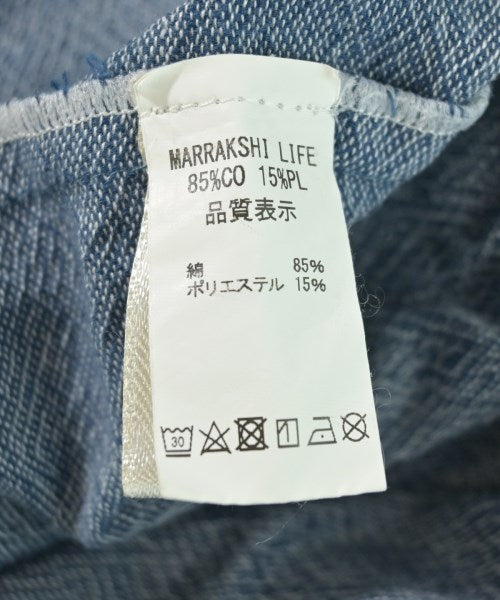 MARRAKSHI LIFE
85%CO 15%PL
品質表示
綿 85%
ポリエステル 15%
30